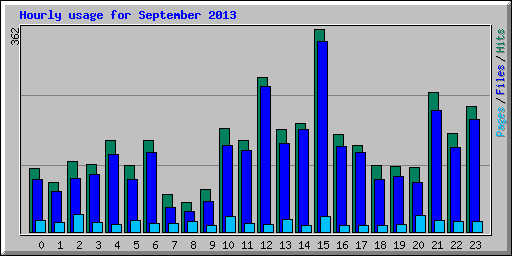 Hourly usage for September 2013
362
Pages / Files / Hits
0 1 2 3 4 5 6 7 8 9 10 11 12 13 14 15 16 17 18 19 20 21 22 23